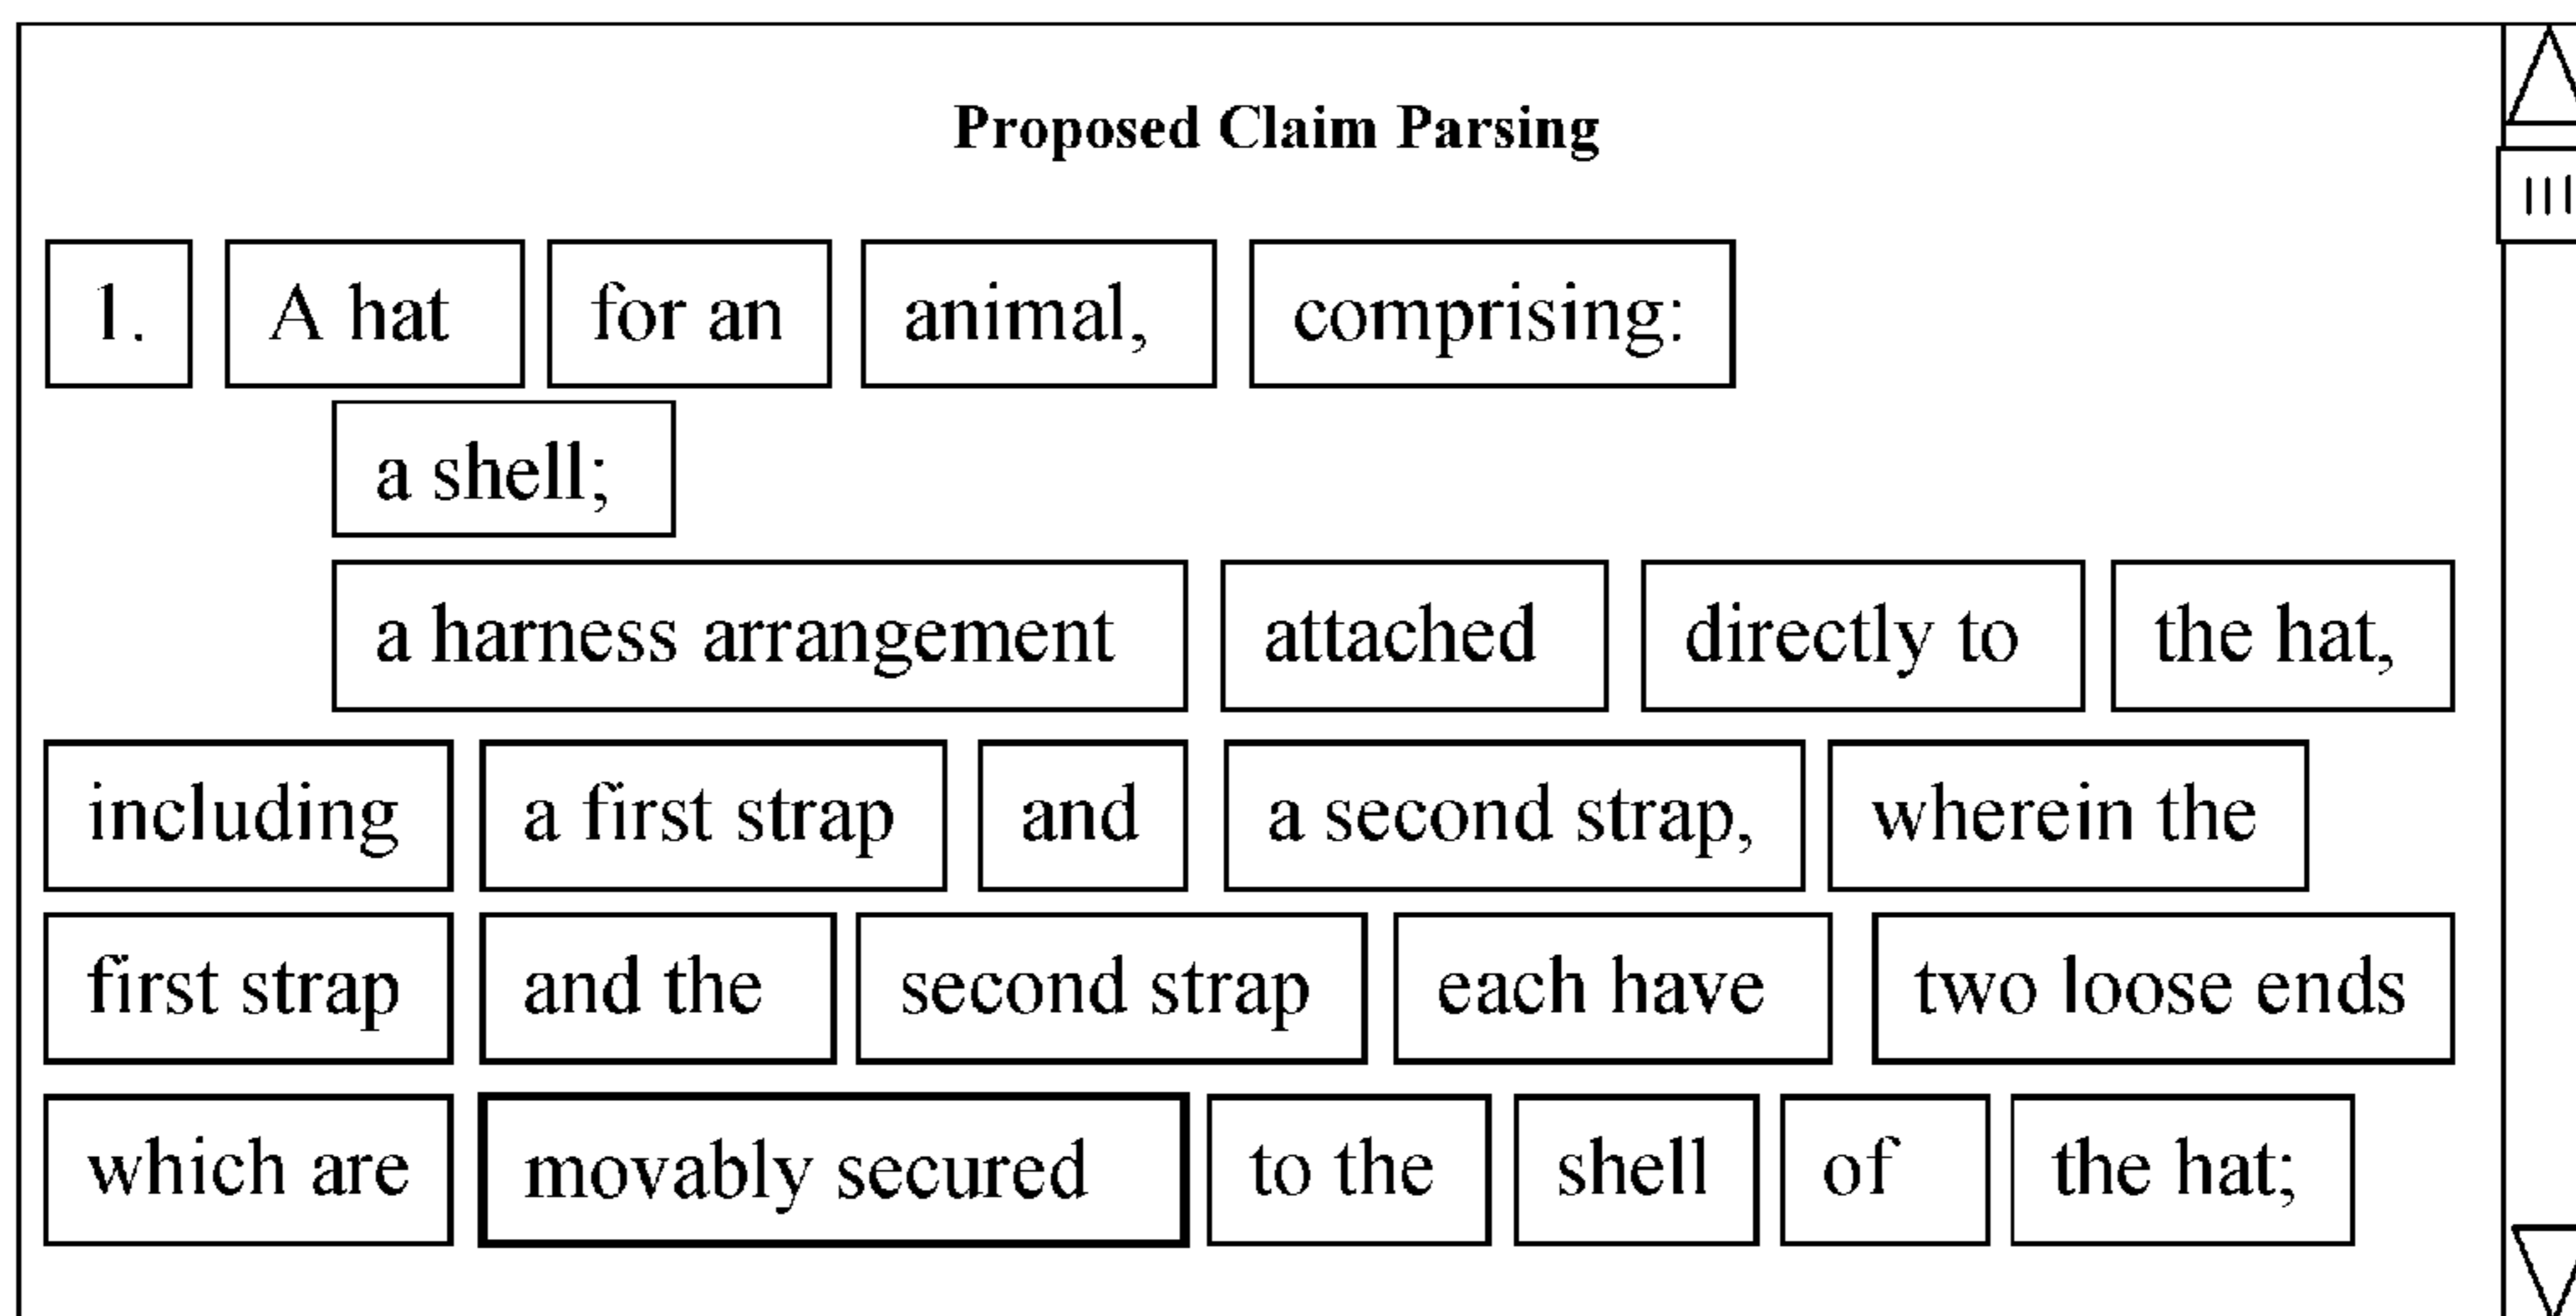 Proposed Claim Parsing
1. A hat for an animal, comprising:
a shell;
a harness arrangement attached directly to the hat,
including a first strap and a second strap, wherein the
first strap and the second strap each have two loose ends
which are movably secured to the shell of the hat;